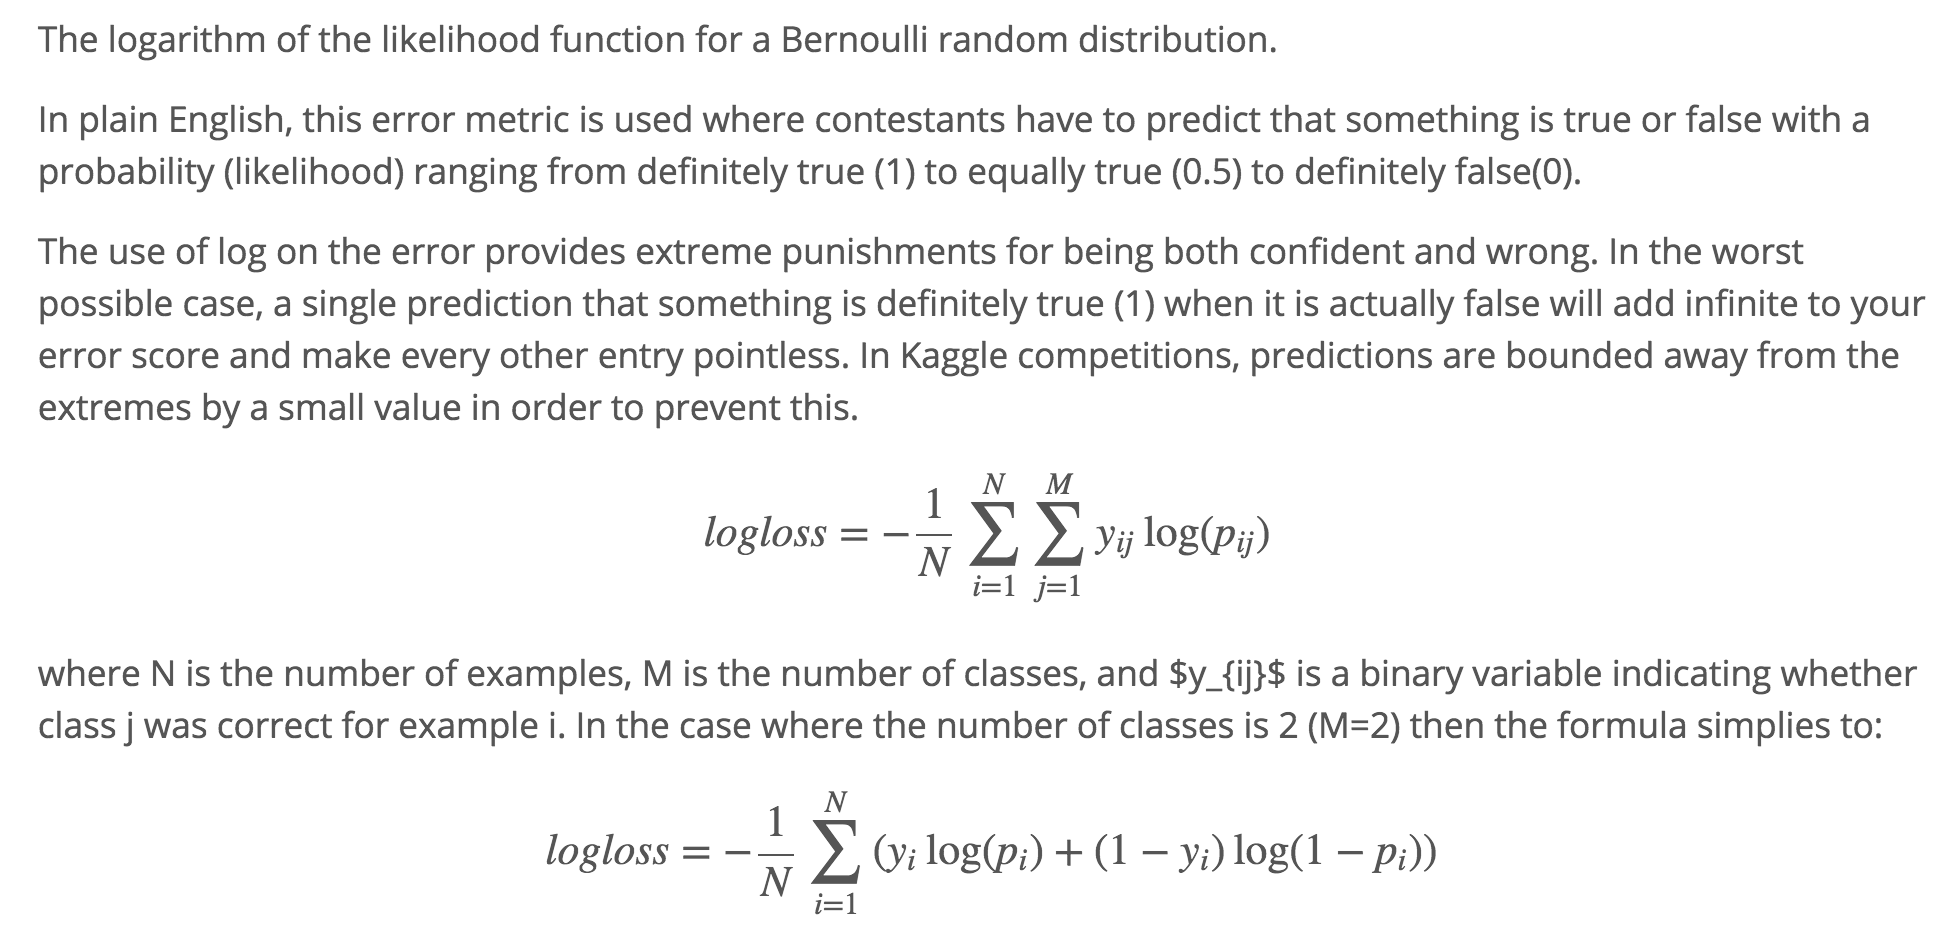 The logarithm of the likelihood function for a Bernoulli random distribution.
In plain English, this error metric is used where contestants have to predict that something is true or false with a
probability (likelihood) ranging from definitely true (1) to equally true (0.5) to definitely false(0).
The use of log on the error provides extreme punishments for being both confident and wrong. In the worst
possible case, a single prediction that something is definitely true (1) when it is actually false will add infinite to your
error score and make every other entry pointless. In Kaggle competitions, predictions are bounded away from the
extremes by a small value in order to prevent this.
logloss = −\frac{1}{N} \sum_{i=1}^{N} \sum_{j=1}^{M} y_{ij} log(p_{ij})
where N is the number of examples, M is the number of classes, and $y_{ij}$ is a binary variable indicating whether
class j was correct for example i. In the case where the number of classes is 2 (M=2) then the formula simplies to:
logloss = −\frac{1}{N} \sum_{i=1}^{N} (y_i log(p_i) + (1 − y_i) log(1 − p_i))